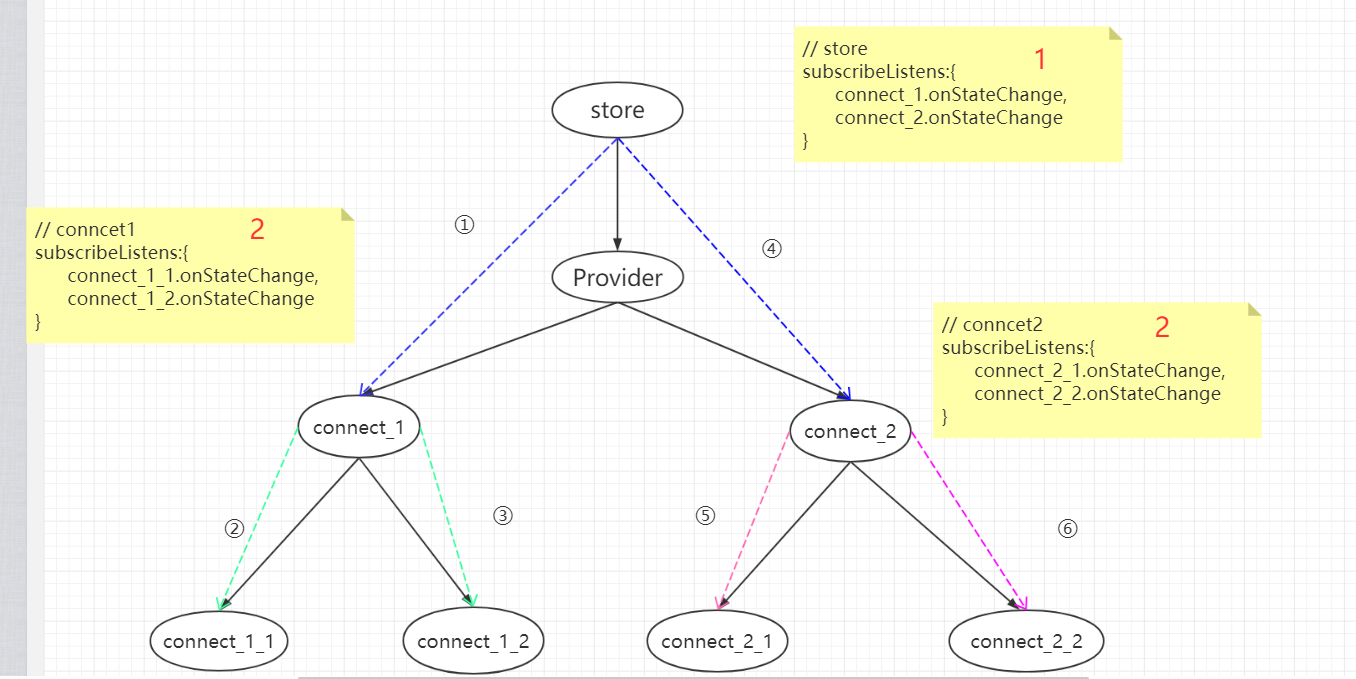 // store
1
subscribeListens:{
connect_1.onStateChange,
connect_2.onStateChange
}
store
①
④
// conncet1
2
subscribeListens:{
connect_1_1.onStateChange,
connect_1_2.onStateChange
}
Provider
// conncet2
2
subscribeListens:{
connect_2_1.onStateChange,
connect_2_2.onStateChange
}
connect_1
connect_2
②
③
⑤
⑥
connect_1_1
connect_1_2
connect_2_1
connect_2_2